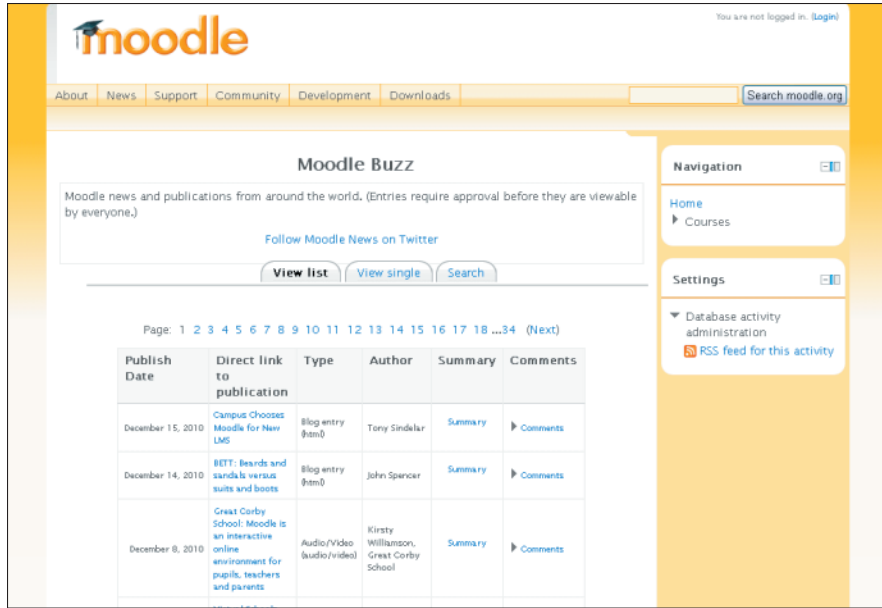 You are not logged in. (Login)
moodle
About News Support Community Development Downloads
Search moodle.org
Moodle Buzz
Moodle news and publications from around the world. (Entries require approval before they are viewable
by everyone.)
Follow Moodle News on Twitter
View list View single Search
Page: 1 2 3 4 5 6 7 8 9 10 11 12 13 14 15 16 17 18 ...34 (Next)
Publish
Date
Direct link
to
publication
Type
Author
Summary
Comments
December 15, 2010
Campus Chooses
Moodle for New
LMS
Blog entry
(html)
Tony Sindelar
Summary
Comments
December 14, 2010
BETT: Beards and
sandals versus
suits and boots
Blog entry
(html)
John Spencer
Summary
Comments
December 8, 2010
Great Corby
School: Moodle is
an interactive
online
environment for
pupils, teachers
and parents
Audio/Video
(audio/video)
Kirsty
Williamson,
Great Corby
School
Summary
Comments
Navigation
Home
Courses
Settings
Database activity
administration
RSS feed for this activity